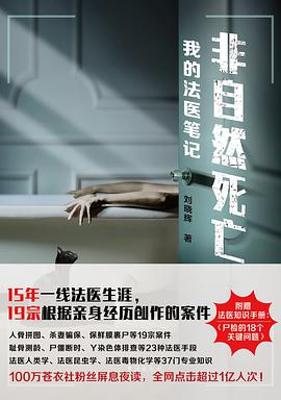 非自然死亡
我的法医笔记
刘晓辉 著
15年一线法医生涯，
19宗根据亲身经历创作的案件
附赠
法医知识手册：
《尸检的18个
关键问题》
人骨拼图、杀妻骗保、保鲜膜裹尸等19宗案件
耻骨测龄、尸僵断时、Y染色体排查等23种法医手段
法医人类学、法医昆虫学、法医毒物化学等37门专业知识
100万苍衣社粉丝屏息夜读，全网点击超过1亿人次！